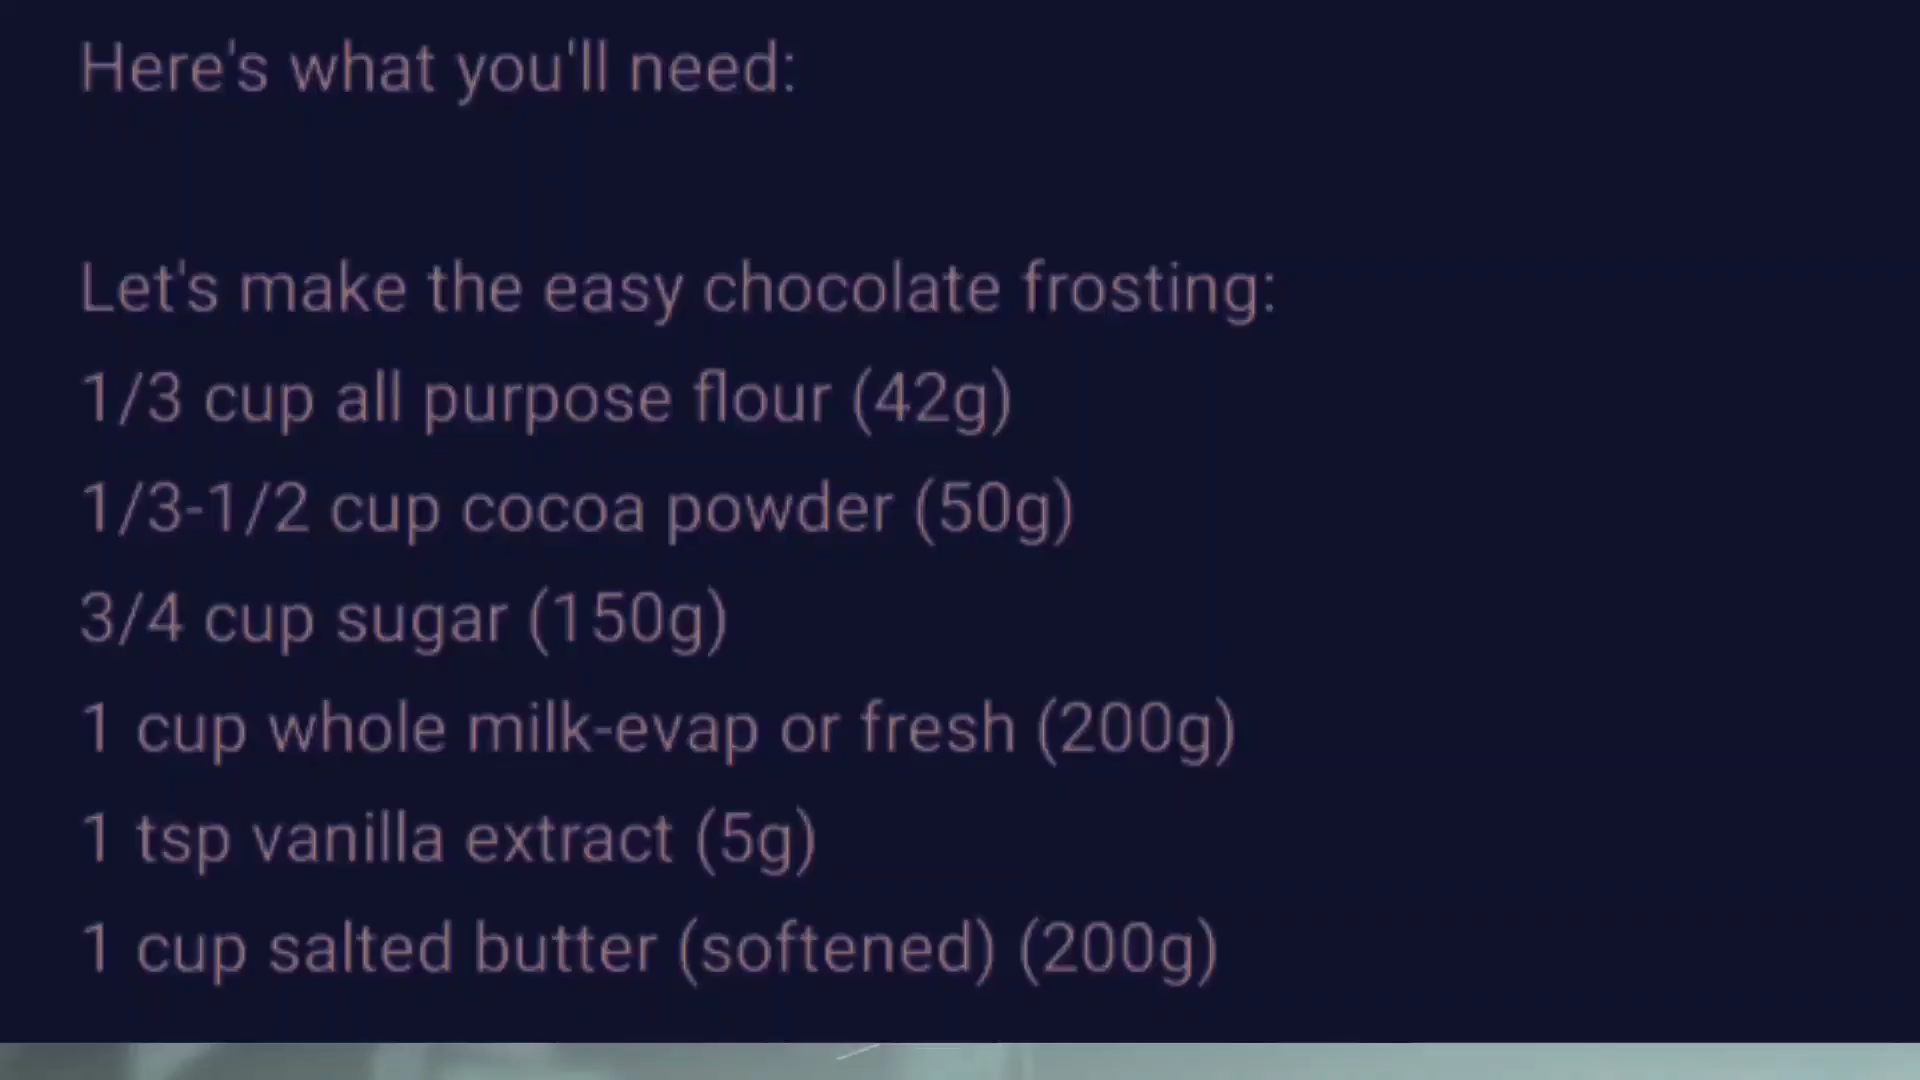 Here's what you'll need:
Let's make the easy chocolate frosting:
1/3 cup all purpose flour (42g)
1/3-1/2 cup cocoa powder (50g)
3/4 cup sugar (150g)
1 cup whole milk-evap or fresh (200g)
1 tsp vanilla extract (5g)
1 cup salted butter (softened) (200g)